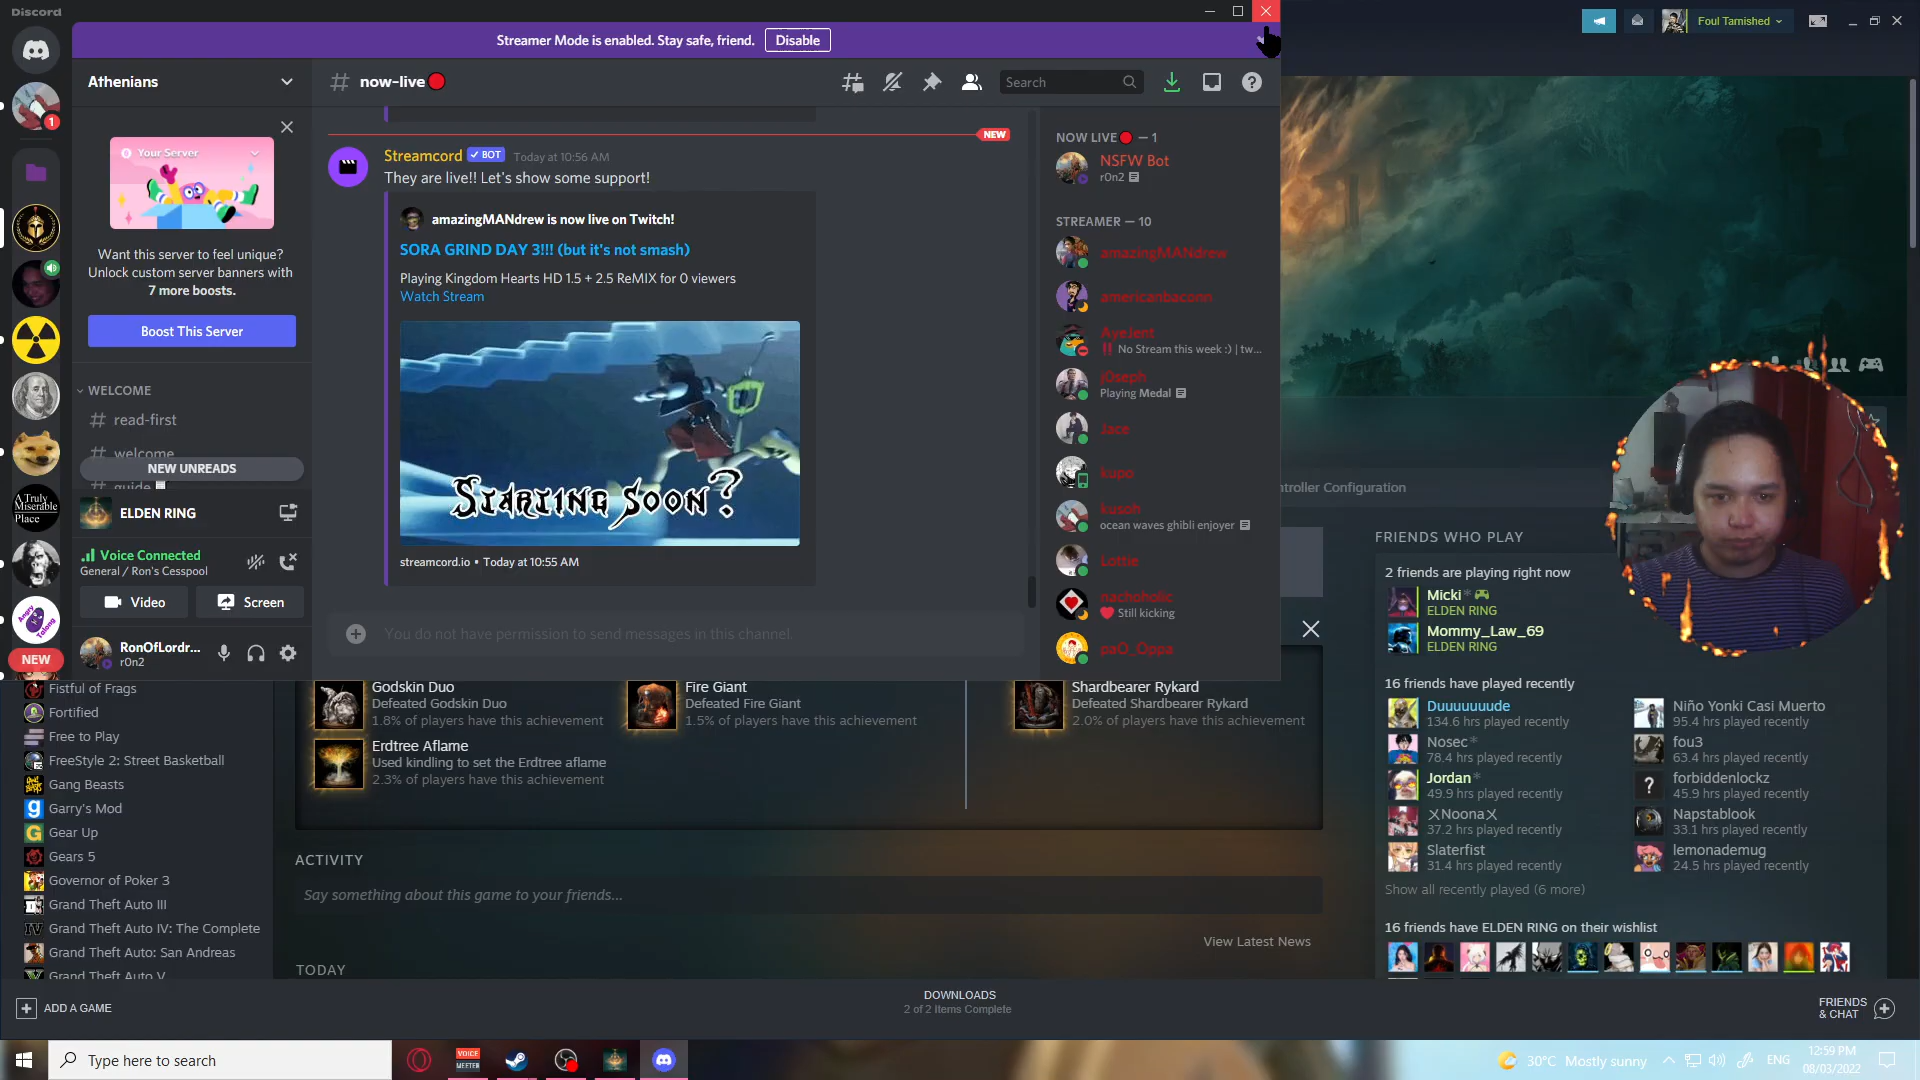 Discord
Streamer Mode is enabled. Stay safe, friend.
Disable
Foul Tarnished
Athenians
now-live
Search
Your Server
Want this server to feel unique?
Unlock custom server banners with
7 more boosts.
Boost This Server
WELCOME
read-first
welcome
NEW UNREADS
guide
ELDEN RING
Voice Connected
General / Ron's Cesspool
Video
Screen
RonOfLordr...
r0n2
1
A Truly
Miserable
Place
Angry
Talong
NEW
NEW
Streamcord
BOT
Today at 10:56 AM
They are live!! Let's show some support!
amazingMANdrew is now live on Twitch!
SORA GRIND DAY 3!!! (but it's not smash)
Playing Kingdom Hearts HD 1.5 + 2.5 ReMIX for 0 viewers
Watch Stream
Starting Soon?
streamcord.io • Today at 10:55 AM
You do not have permission to send messages in this channel.
NOW LIVE — 1
NSFW Bot
r0n2
STREAMER — 10
amazingMANdrew
americanbaconn
AyeJent
!! No Stream this week :) | tw...
j0seph
Playing Medal
Jace
kupo
kusoh
ocean waves ghibli enjoyer
Lottie
nachoholic
Still kicking
paO_Oppa
ntroller Configuration
FRIENDS WHO PLAY
2 friends are playing right now
Micki*
ELDEN RING
Mommy_Law_69
ELDEN RING
16 friends have played recently
Duuuuuuude
134.6 hrs played recently
Niño Yonki Casi Muerto
95.4 hrs played recently
Nosec*
78.4 hrs played recently
fou3
63.4 hrs played recently
Jordan*
49.9 hrs played recently
?
forbiddenlockz
45.9 hrs played recently
乂Noona乂
37.2 hrs played recently
Napstablook
33.1 hrs played recently
Slaterfist
31.4 hrs played recently
lemonademug
24.5 hrs played recently
Show all recently played (6 more)
16 friends have ELDEN RING on their wishlist
Godskin Duo
Defeated Godskin Duo
1.8% of players have this achievement
Fire Giant
Defeated Fire Giant
1.5% of players have this achievement
Shardbearer Rykard
Defeated Shardbearer Rykard
2.0% of players have this achievement
Erdtree Aflame
Used kindling to set the Erdtree aflame
2.3% of players have this achievement
ACTIVITY
Say something about this game to your friends...
View Latest News
TODAY
Fistful of Frags
Fortified
Free to Play
FreeStyle 2: Street Basketball
Gang Beasts
Garry's Mod
Gear Up
Gears 5
Governor of Poker 3
Grand Theft Auto III
Grand Theft Auto IV: The Complete
Grand Theft Auto: San Andreas
Grand Theft Auto V
ADD A GAME
DOWNLOADS
2 of 2 Items Complete
FRIENDS
& CHAT
Type here to search
VOICE
MEETER
30°C Mostly sunny
ENG
12:59 PM
08/03/2022